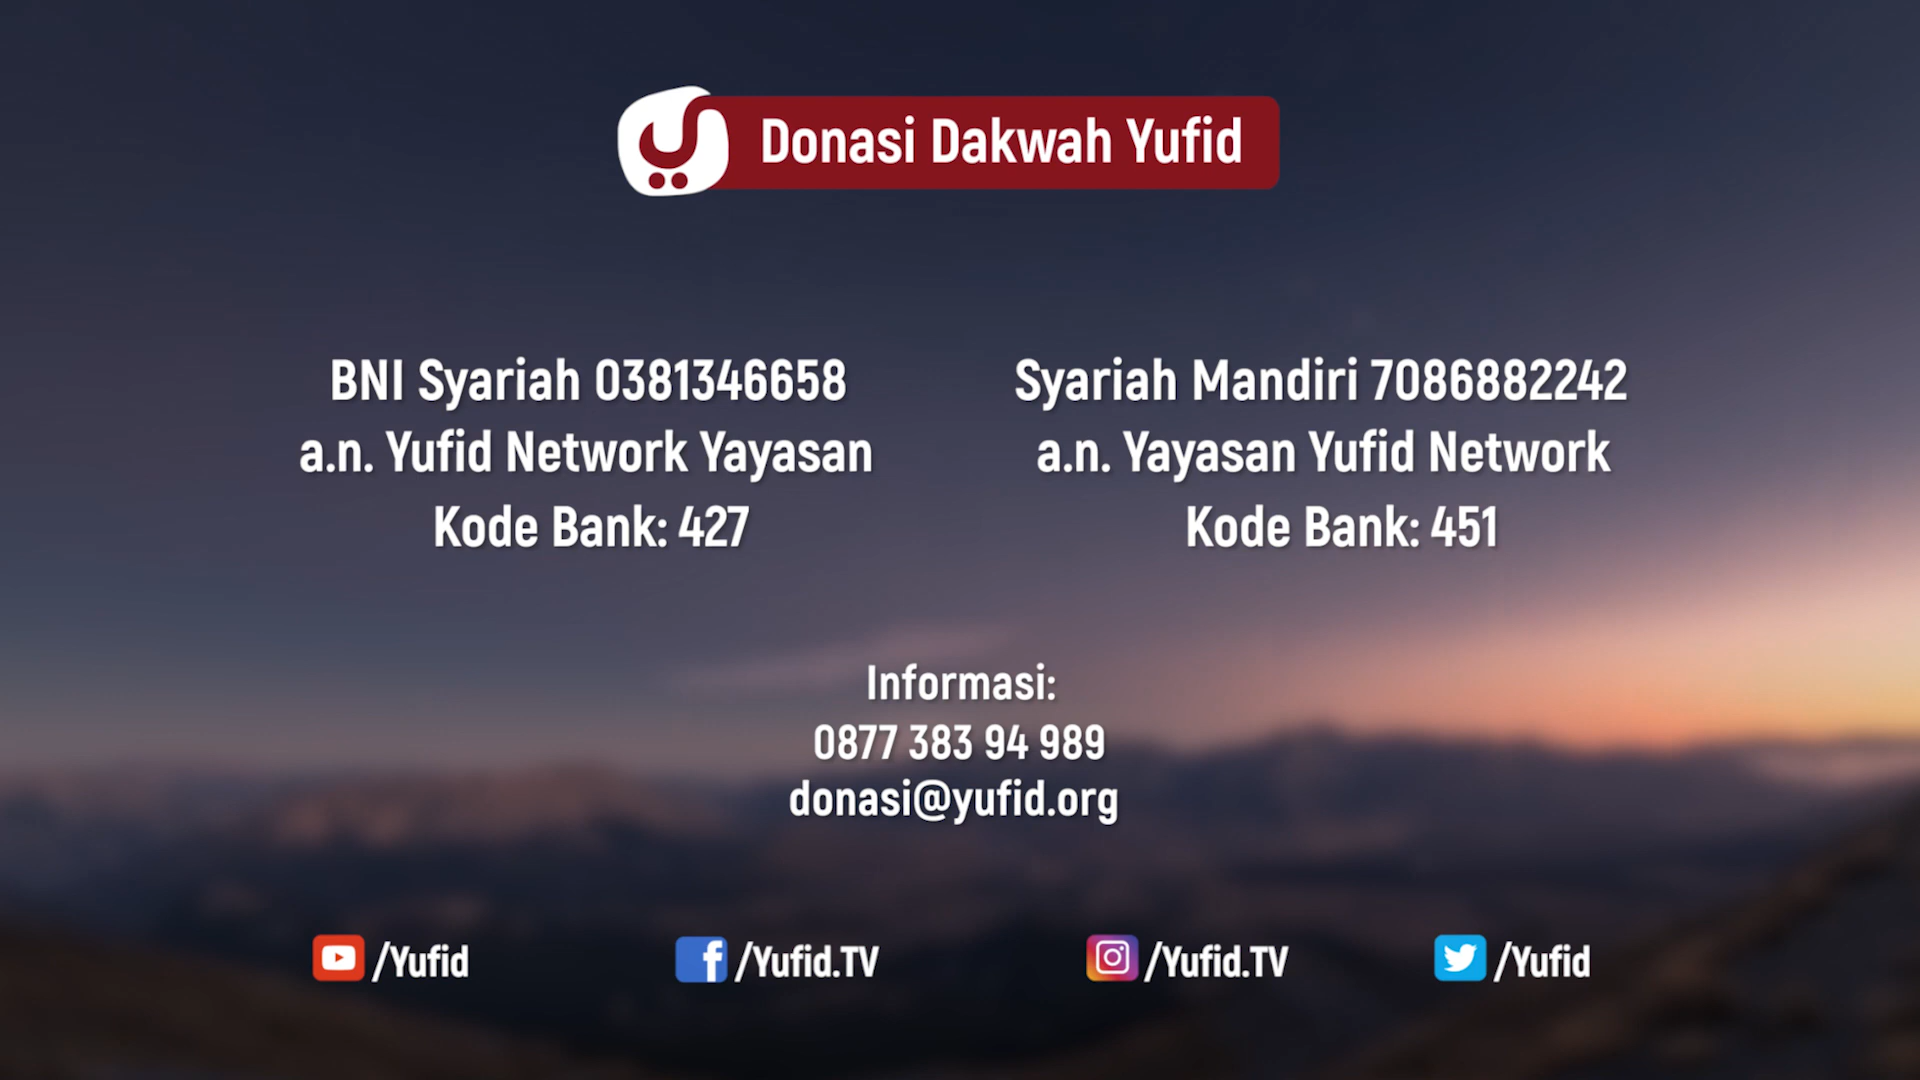 Donasi Dakwah Yufid
BNI Syariah 0381346658
a.n. Yufid Network Yayasan
Kode Bank: 427
Syariah Mandiri 7086882242
a.n. Yayasan Yufid Network
Kode Bank: 451
Informasi:
0877 383 94 989
donasi@yufid.org
/Yufid
/Yufid.TV
/Yufid.TV
/Yufid